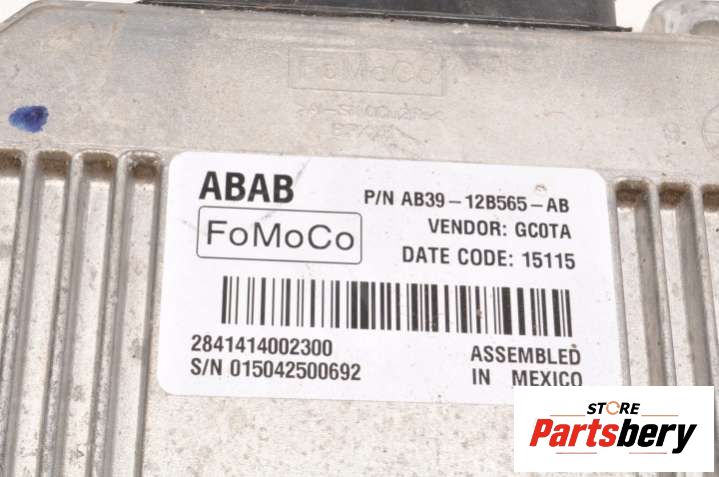 FoMoCo
ABAB
P/N AB39-12B565-AB
FoMoCo
VENDOR: GC0TA
DATE CODE: 15115
2841414002300
S/N 015042500692
ASSEMBLED
IN MEXICO
STORE
Partsbery